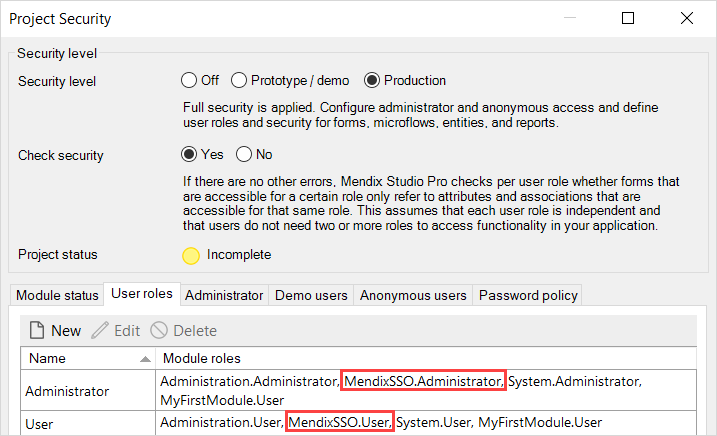 Project Security
Security level
Security level
Off
Prototype / demo
Production
Full security is applied. Configure administrator and anonymous access and define
user roles and security for forms, microflows, entities, and reports.
Check security
Yes
No
If there are no other errors, Mendix Studio Pro checks per user role whether forms that
are accessible for a certain role only refer to attributes and associations that are
accessible for that same role. This assumes that each user role is independent and
that users do not need two or more roles to access functionality in your application.
Project status
Incomplete
Module status
User roles
Administrator
Demo users
Anonymous users
Password policy
New
Edit
Delete
Name
Module roles
Administrator
Administration.Administrator, MendixSSO.Administrator, System.Administrator,
MyFirstModule.User
User
Administration.User, MendixSSO.User, System.User, MyFirstModule.User